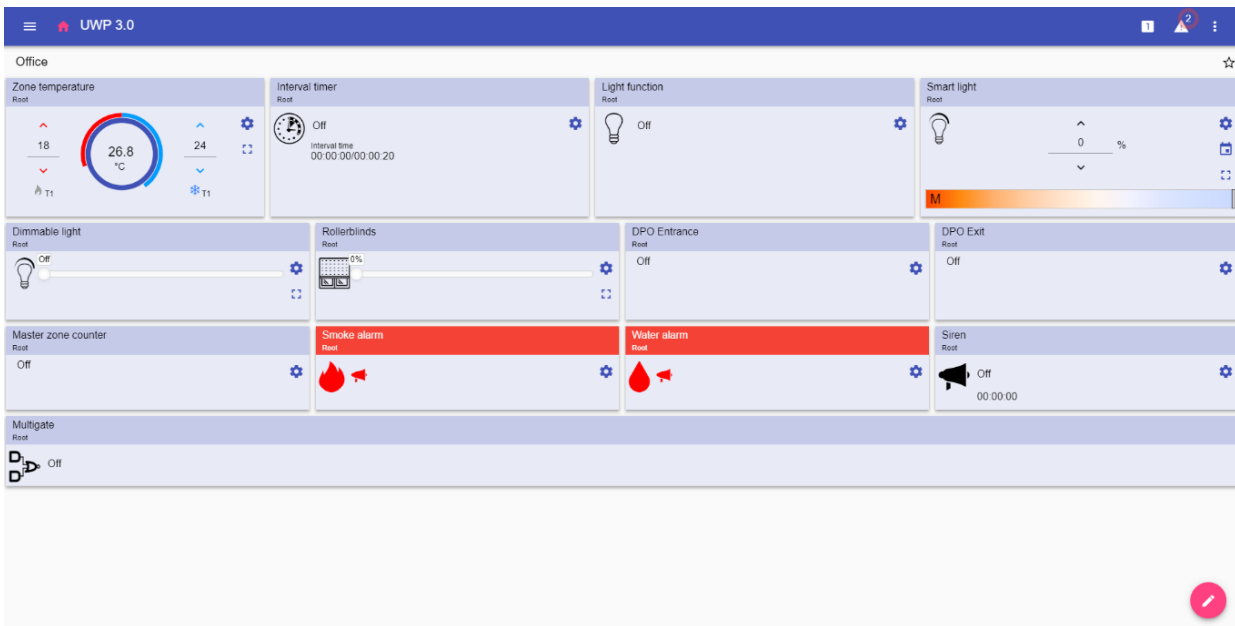 UWP 3.0
1
2
Office
Zone temperature
Root
18
26.8
°C
24
T1
T1
Interval timer
Root
Off
Interval time
00:00:00/00:00:20
Light function
Root
Off
Smart light
Root
0 %
M
Dimmable light
Root
Off
Rollerblinds
Root
0%
DPO Entrance
Root
Off
DPO Exit
Root
Off
Master zone counter
Root
Off
Smoke alarm
Root
Water alarm
Root
Siren
Root
Off
00:00:00
Multigate
Root
Off